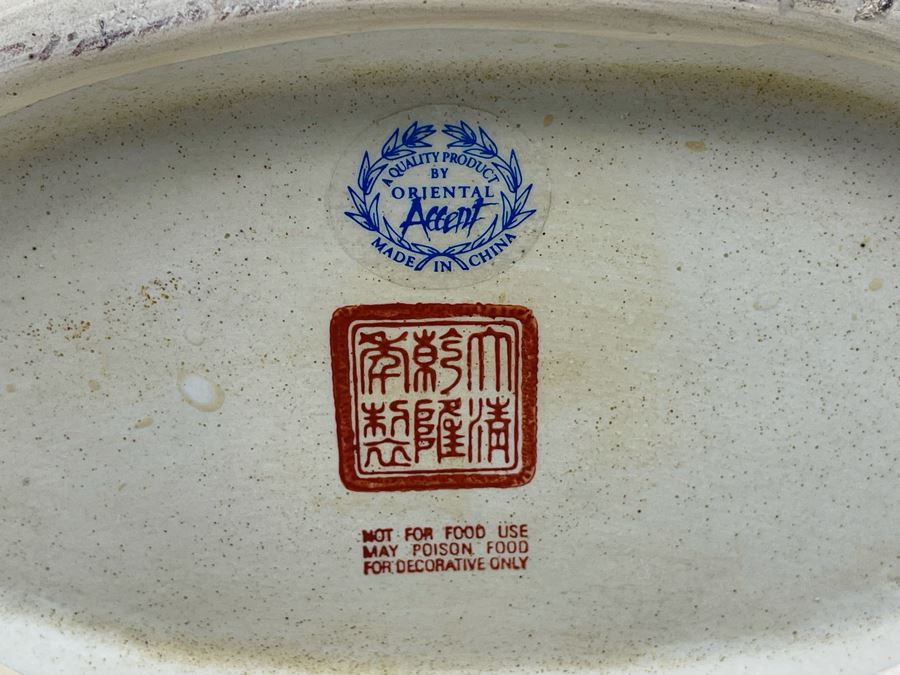 A QUALITY PRODUCT
BY
ORIENTAL
Accent
MADE IN CHINA
大清
乾隆
年製
NOT FOR FOOD USE
MAY POISON FOOD
FOR DECORATIVE ONLY